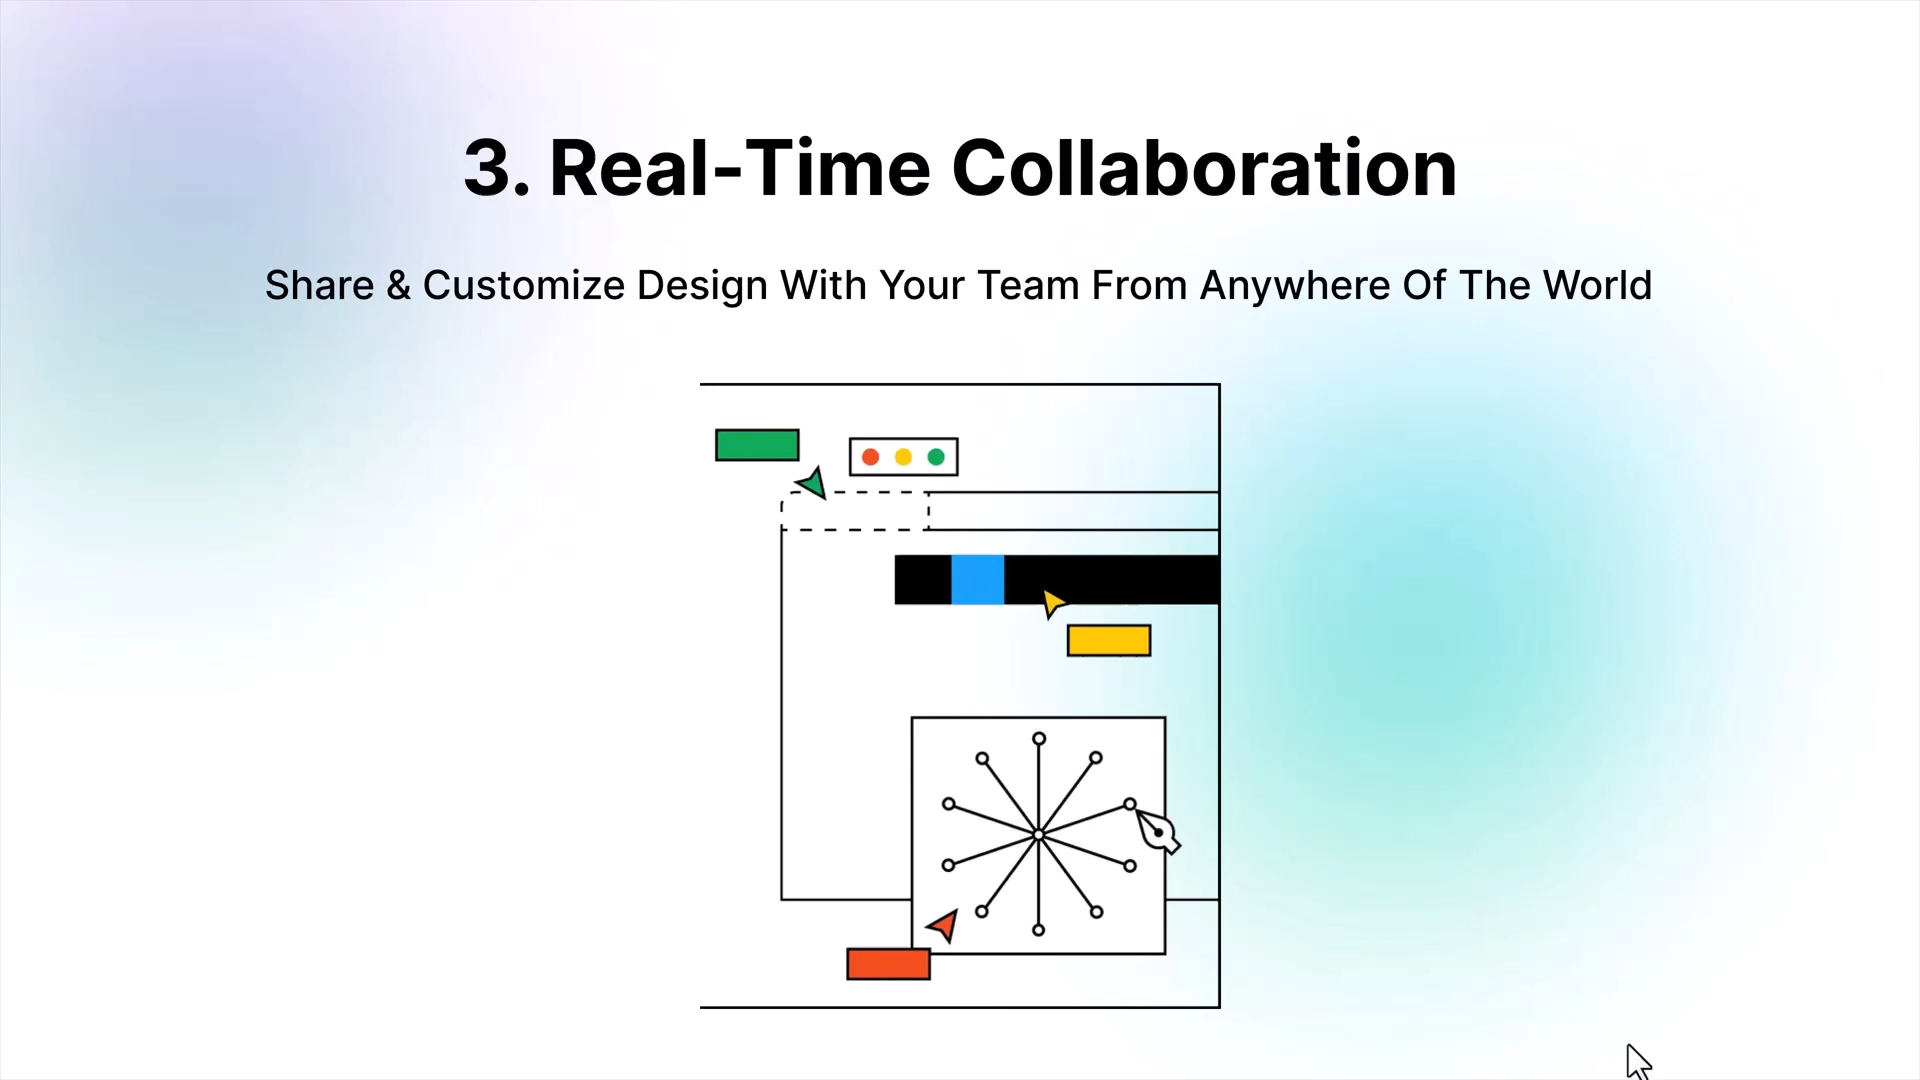 3. Real-Time Collaboration
Share & Customize Design With Your Team From Anywhere Of The World